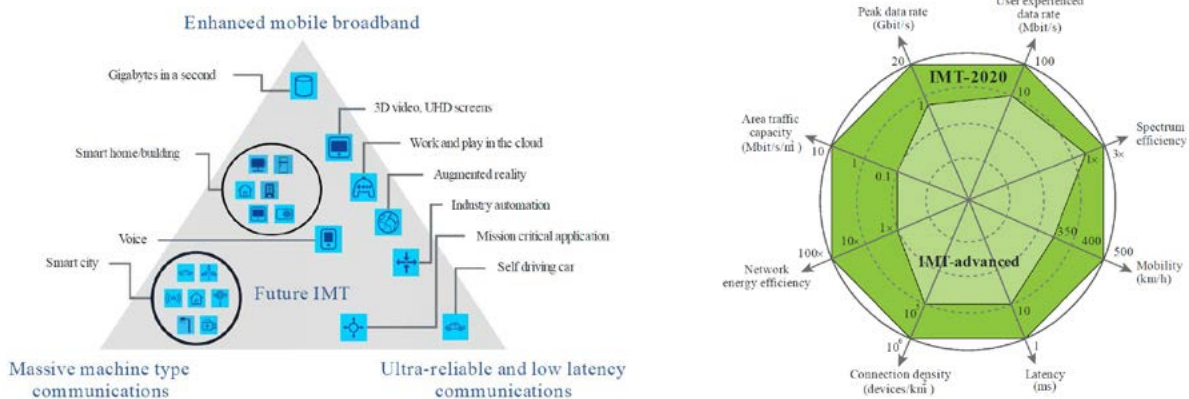 Enhanced mobile broadband
Gigabytes in a second
3D video, UHD screens
Smart home/building
Work and play in the cloud
Augmented reality
Industry automation
Voice
Mission critical application
Smart city
Self driving car
Future IMT
Massive machine type
communications
Ultra-reliable and low latency
communications
Peak data rate
(Gbit/s)
User experienced
data rate
(Mbit/s)
20
100
IMT-2020
1
10
Area traffic
capacity
(Mbit/s/m²)
10
1
0.1
Spectrum
efficiency
1×
3×
100×
10×
1×
Network
energy efficiency
350
400
500
Mobility
(km/h)
IMT-advanced
10⁶
10
1
Connection density
(devices/km²)
Latency
(ms)